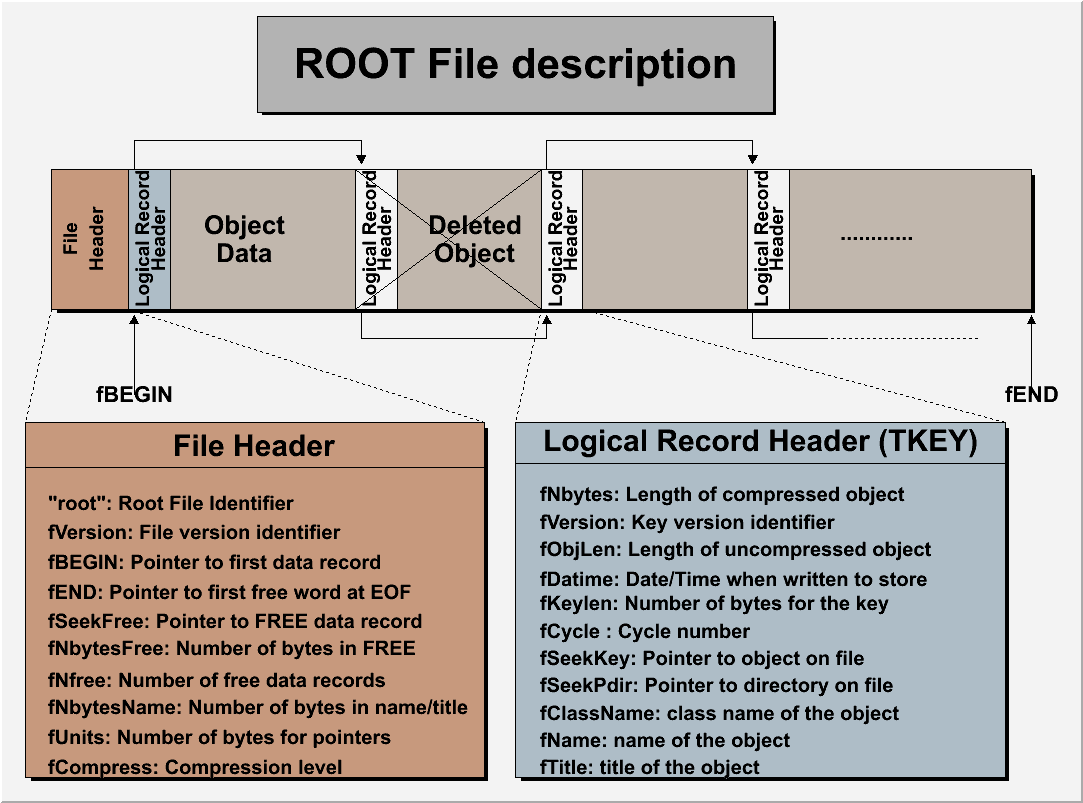 ROOT File description
File
Header
Logical Record
Header
Object
Data
Logical Record
Header
Deleted
Object
Logical Record
Header
Logical Record
Header
............
fBEGIN
fEND
File Header
"root": Root File Identifier
fVersion: File version identifier
fBEGIN: Pointer to first data record
fEND: Pointer to first free word at EOF
fSeekFree: Pointer to FREE data record
fNbytesFree: Number of bytes in FREE
fNfree: Number of free data records
fNbytesName: Number of bytes in name/title
fUnits: Number of bytes for pointers
fCompress: Compression level
Logical Record Header (TKEY)
fNbytes: Length of compressed object
fVersion: Key version identifier
fObjLen: Length of uncompressed object
fDatime: Date/Time when written to store
fKeylen: Number of bytes for the key
fCycle : Cycle number
fSeekKey: Pointer to object on file
fSeekPdir: Pointer to directory on file
fClassName: class name of the object
fName: name of the object
fTitle: title of the object